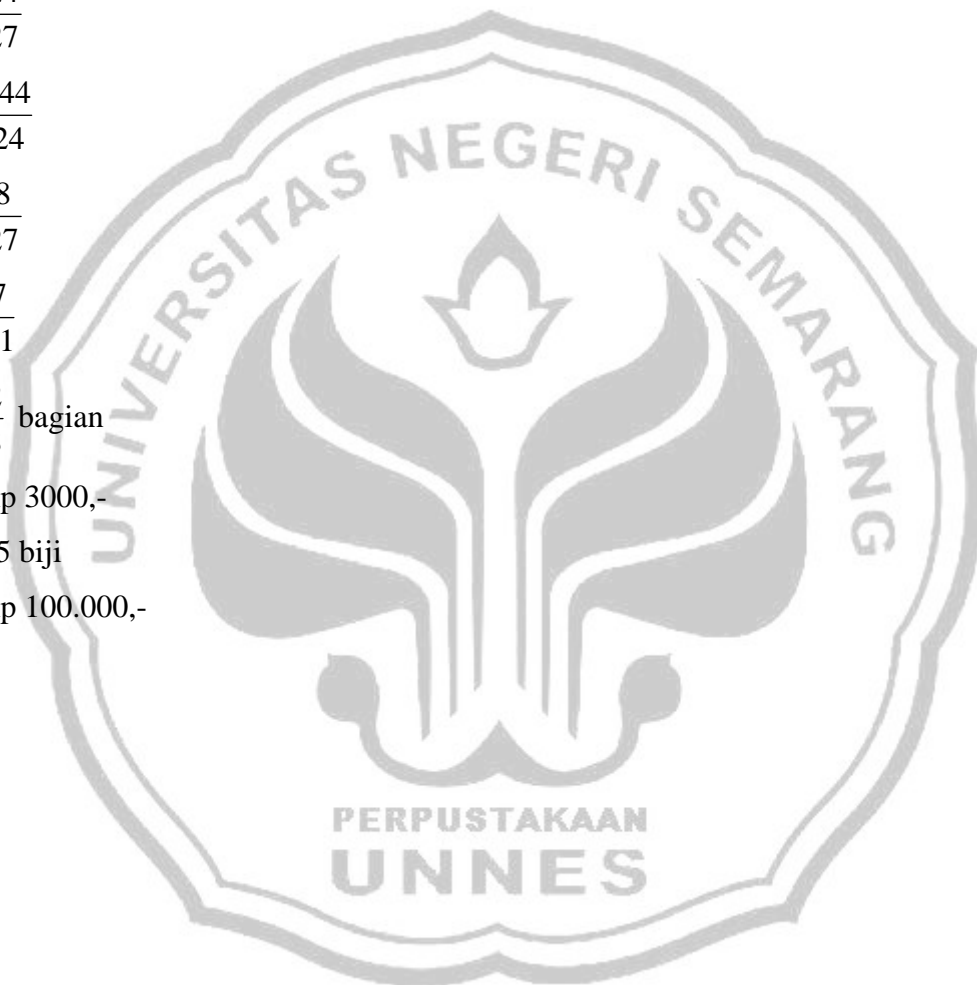 27
44
24
8
27
7
1
bagian
p 3000,-
5 biji
p 100.000,-
UNIVERSITAS NEGERI SEMARANG
PERPUSTAKAAN
UNNES